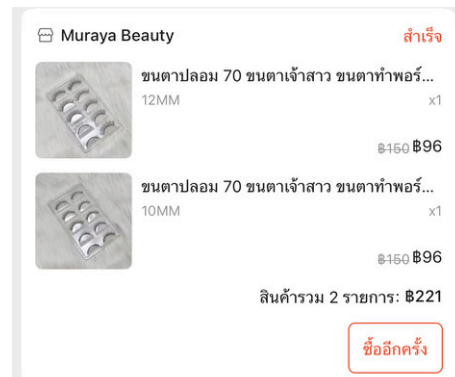 Muraya Beauty สำเร็จ
ขนตาปลอม 70 ขนตาเจ้าสาว ขนตาทำพอร์...
12MM x1
฿150 ฿96
ขนตาปลอม 70 ขนตาเจ้าสาว ขนตาทำพอร์...
10MM x1
฿150 ฿96
สินค้ารวม 2 รายการ: ฿221
ซื้ออีกครั้ง